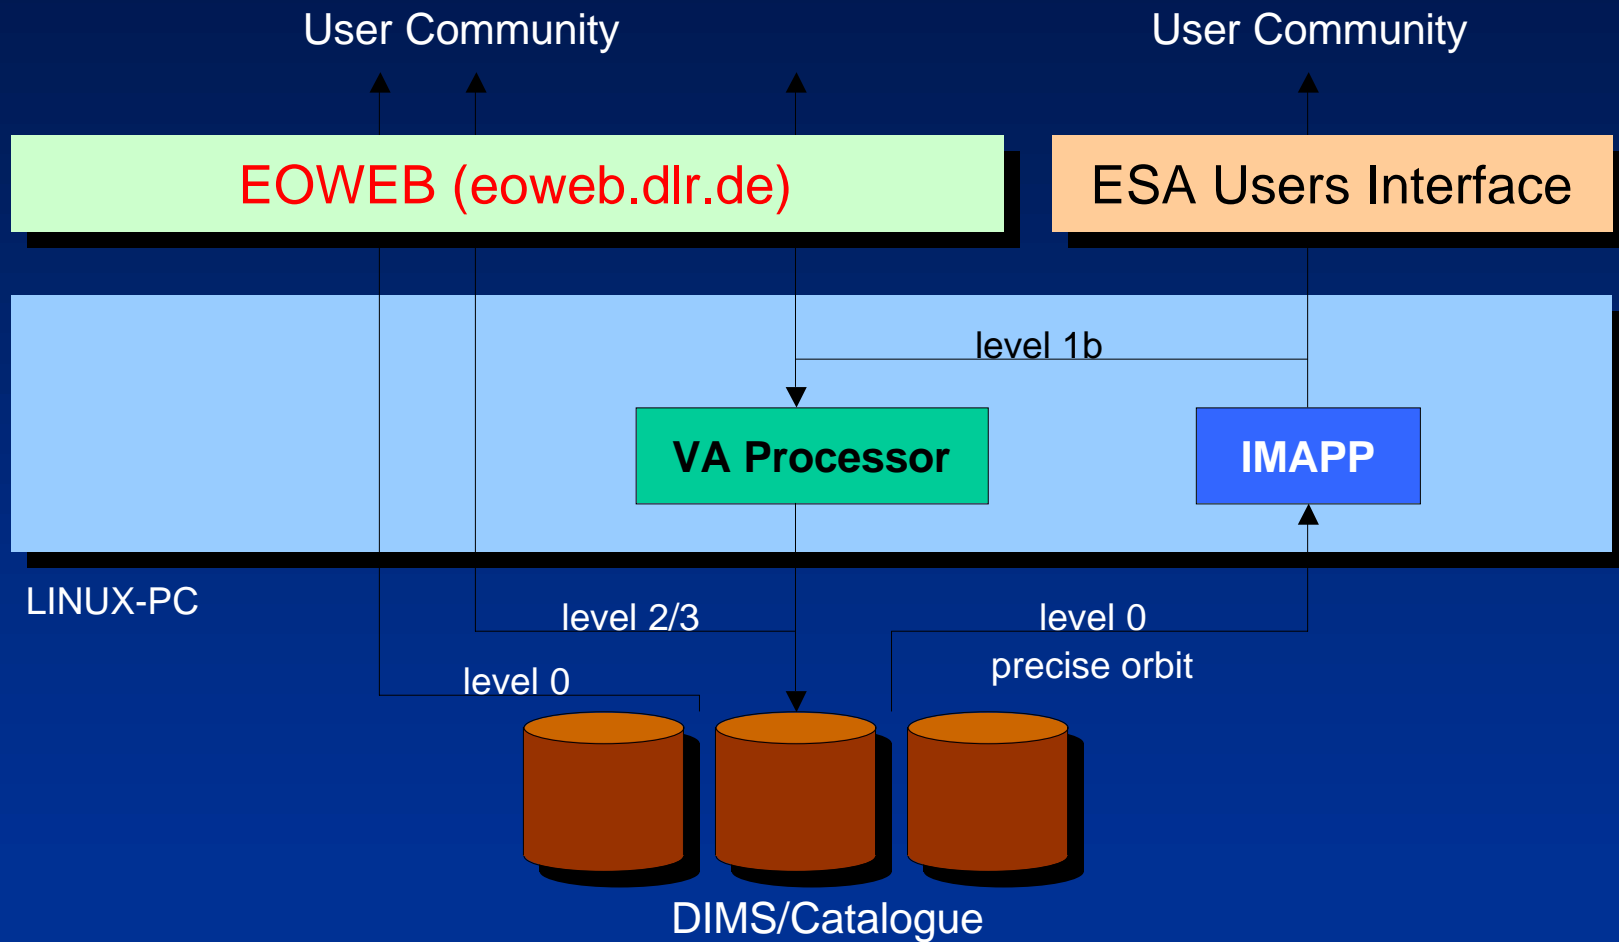 User Community
User Community
EOWEB (eoweb.dlr.de)
ESA Users Interface
level 1b
VA Processor
IMAPP
LINUX-PC
level 2/3
level 0
level 0
precise orbit
DIMS/Catalogue